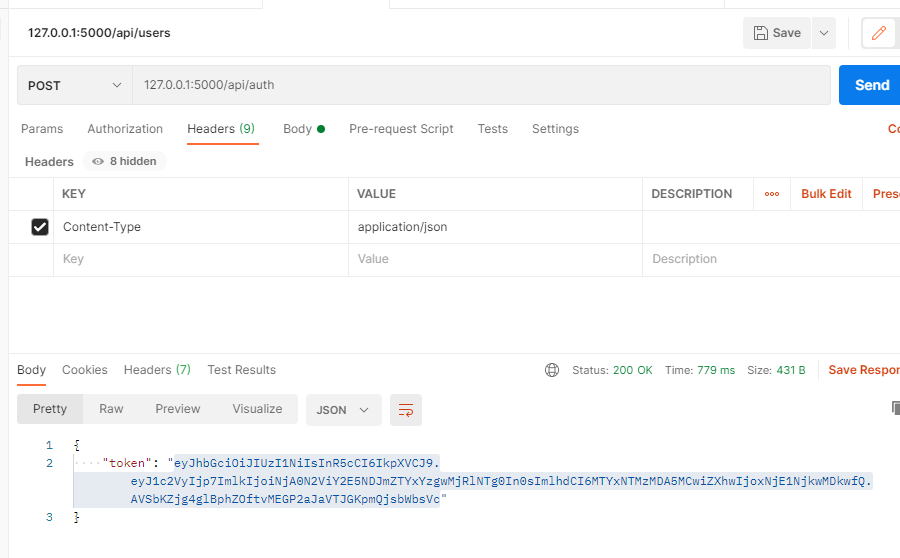 127.0.0.1:5000/api/users
Save
POST 127.0.0.1:5000/api/auth Send
Params Authorization Headers (9) Body Pre-request Script Tests Settings
Headers 8 hidden
KEY VALUE DESCRIPTION ooo Bulk Edit Pres
Content-Type application/json
Key Value Description
Body Cookies Headers (7) Test Results Status: 200 OK Time: 779 ms Size: 431 B Save Respor
Pretty Raw Preview Visualize JSON
1 {
2 "token": "eyJhbGciOiJIUzI1NiIsInR5cCI6IkpXVCJ9.
eyJ1c2VyIjp7ImlkIjoiNjA0N2ViY2E5NDJmZTYxYzgwMjRlNTg0In0sImlhdCI6MTYxNTMzMDA5MCwiZXhwIjoxNjE1NjkwMDkwfQ.
AVSbKZjg4glBphZOftvMEGP2aJaVTJGKpmQjsbWbsVc"
3 }